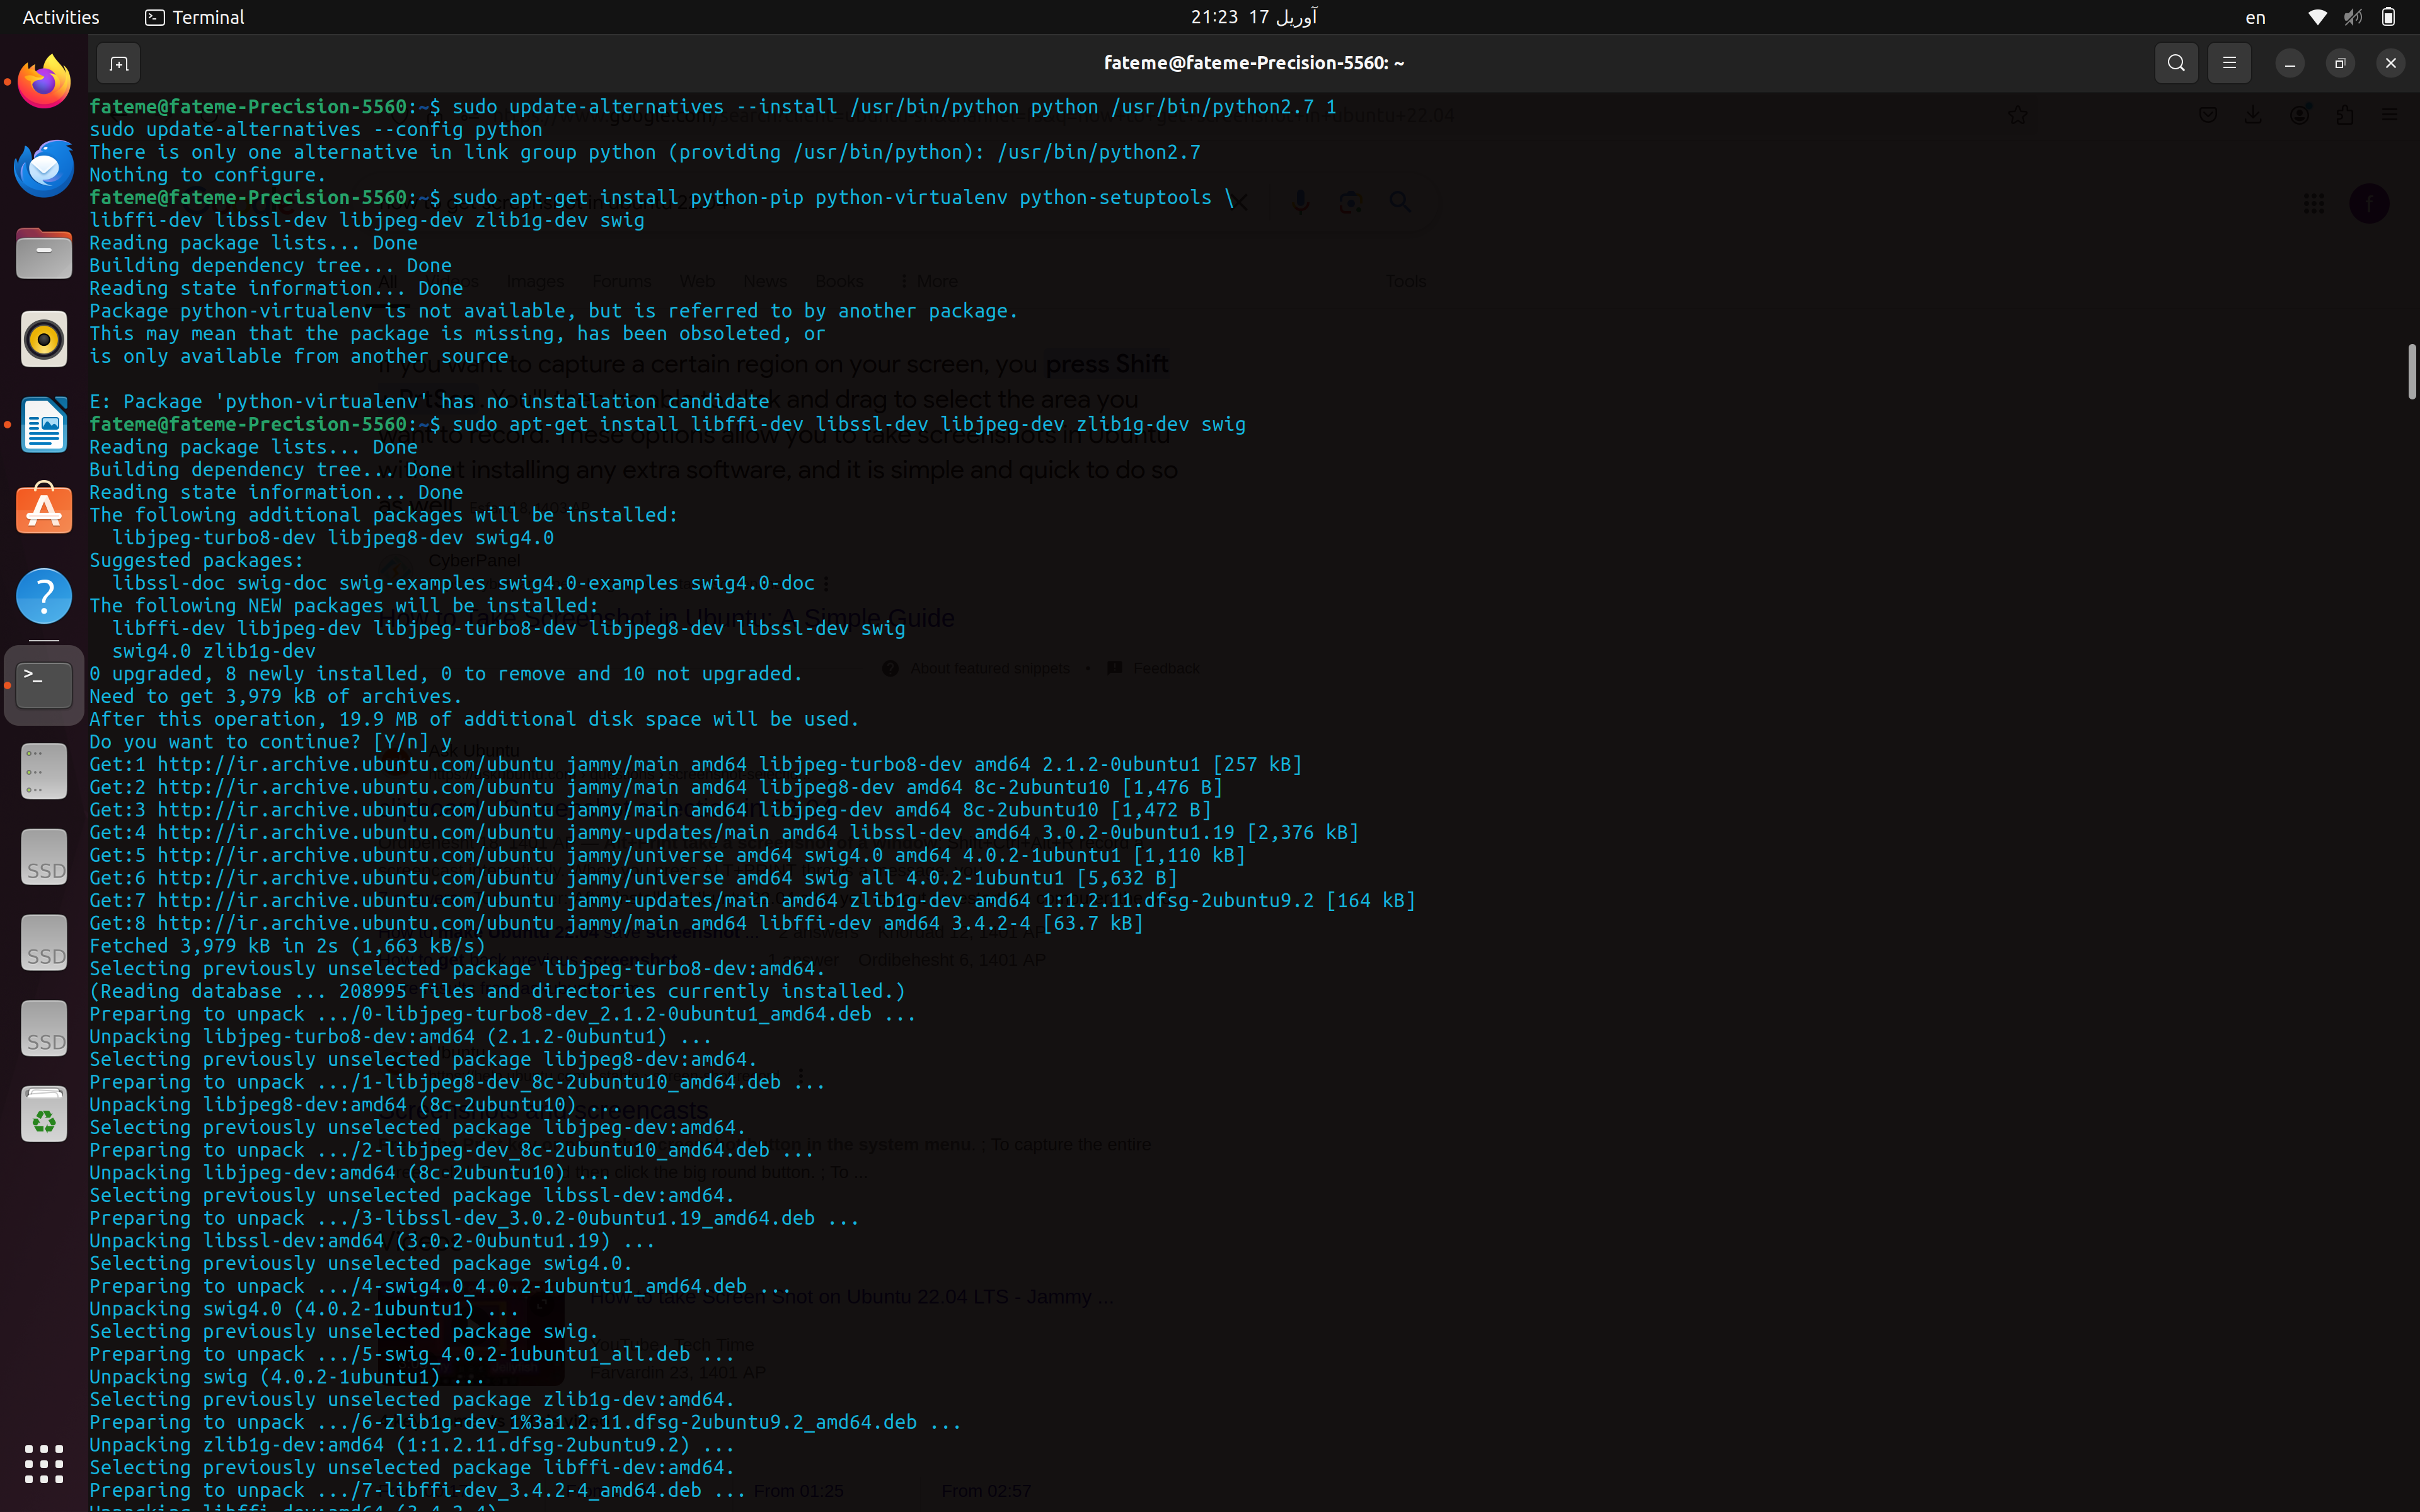 Activities
Terminal
21:23 17 آوریل
en
fateme@fateme-Precision-5560: ~
fateme@fateme-Precision-5560:~$ sudo update-alternatives --install /usr/bin/python python /usr/bin/python2.7 1
sudo update-alternatives --config python
There is only one alternative in link group python (providing /usr/bin/python): /usr/bin/python2.7
Nothing to configure.
fateme@fateme-Precision-5560:~$ sudo apt-get install python-pip python-virtualenv python-setuptools \
libffi-dev libssl-dev libjpeg-dev zlib1g-dev swig
Reading package lists... Done
Building dependency tree... Done
Reading state information... Done
Package python-virtualenv is not available, but is referred to by another package.
This may mean that the package is missing, has been obsoleted, or
is only available from another source
E: Package 'python-virtualenv' has no installation candidate
fateme@fateme-Precision-5560:~$ sudo apt-get install libffi-dev libssl-dev libjpeg-dev zlib1g-dev swig
Reading package lists... Done
Building dependency tree... Done
Reading state information... Done
The following additional packages will be installed:
  libjpeg-turbo8-dev libjpeg8-dev swig4.0
Suggested packages:
  libssl-doc swig-doc swig-examples swig4.0-examples swig4.0-doc
The following NEW packages will be installed:
  libffi-dev libjpeg-dev libjpeg-turbo8-dev libjpeg8-dev libssl-dev swig
  swig4.0 zlib1g-dev
0 upgraded, 8 newly installed, 0 to remove and 10 not upgraded.
Need to get 3,979 kB of archives.
After this operation, 19.9 MB of additional disk space will be used.
Do you want to continue? [Y/n] y
Get:1 http://ir.archive.ubuntu.com/ubuntu jammy/main amd64 libjpeg-turbo8-dev amd64 2.1.2-0ubuntu1 [257 kB]
Get:2 http://ir.archive.ubuntu.com/ubuntu jammy/main amd64 libjpeg8-dev amd64 8c-2ubuntu10 [1,476 B]
Get:3 http://ir.archive.ubuntu.com/ubuntu jammy/main amd64 libjpeg-dev amd64 8c-2ubuntu10 [1,472 B]
Get:4 http://ir.archive.ubuntu.com/ubuntu jammy-updates/main amd64 libssl-dev amd64 3.0.2-0ubuntu1.19 [2,376 kB]
Get:5 http://ir.archive.ubuntu.com/ubuntu jammy/universe amd64 swig4.0 amd64 4.0.2-1ubuntu1 [1,110 kB]
Get:6 http://ir.archive.ubuntu.com/ubuntu jammy/universe amd64 swig all 4.0.2-1ubuntu1 [5,632 B]
Get:7 http://ir.archive.ubuntu.com/ubuntu jammy-updates/main amd64 zlib1g-dev amd64 1:1.2.11.dfsg-2ubuntu9.2 [164 kB]
Get:8 http://ir.archive.ubuntu.com/ubuntu jammy/main amd64 libffi-dev amd64 3.4.2-4 [63.7 kB]
Fetched 3,979 kB in 2s (1,663 kB/s)
Selecting previously unselected package libjpeg-turbo8-dev:amd64.
(Reading database ... 208995 files and directories currently installed.)
Preparing to unpack .../0-libjpeg-turbo8-dev_2.1.2-0ubuntu1_amd64.deb ...
Unpacking libjpeg-turbo8-dev:amd64 (2.1.2-0ubuntu1) ...
Selecting previously unselected package libjpeg8-dev:amd64.
Preparing to unpack .../1-libjpeg8-dev_8c-2ubuntu10_amd64.deb ...
Unpacking libjpeg8-dev:amd64 (8c-2ubuntu10) ...
Selecting previously unselected package libjpeg-dev:amd64.
Preparing to unpack .../2-libjpeg-dev_8c-2ubuntu10_amd64.deb ...
Unpacking libjpeg-dev:amd64 (8c-2ubuntu10) ...
Selecting previously unselected package libssl-dev:amd64.
Preparing to unpack .../3-libssl-dev_3.0.2-0ubuntu1.19_amd64.deb ...
Unpacking libssl-dev:amd64 (3.0.2-0ubuntu1.19) ...
Selecting previously unselected package swig4.0.
Preparing to unpack .../4-swig4.0_4.0.2-1ubuntu1_amd64.deb ...
Unpacking swig4.0 (4.0.2-1ubuntu1) ...
Selecting previously unselected package swig.
Preparing to unpack .../5-swig_4.0.2-1ubuntu1_all.deb ...
Unpacking swig (4.0.2-1ubuntu1) ...
Selecting previously unselected package zlib1g-dev:amd64.
Preparing to unpack .../6-zlib1g-dev_1%3a1.2.11.dfsg-2ubuntu9.2_amd64.deb ...
Unpacking zlib1g-dev:amd64 (1:1.2.11.dfsg-2ubuntu9.2) ...
Selecting previously unselected package libffi-dev:amd64.
Preparing to unpack .../7-libffi-dev_3.4.2-4_amd64.deb ...
SSD
SSD
SSD